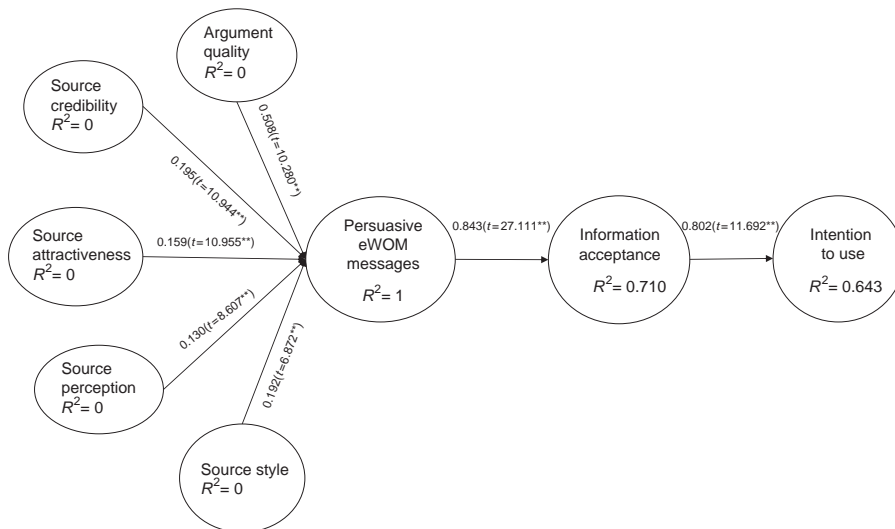 Argument
quality
R²= 0
Source
credibility
R²= 0
0.508(t=10.280**)
0.195(t=10.944**)
Source
attractiveness
R²= 0
0.159(t=10.955**)
Persuasive
eWOM
messages
R²= 1
0.843(t=27.111**)
Information
acceptance
R²= 0.710
0.802(t=11.692**)
Intention
to use
R²= 0.643
Source
perception
R²= 0
0.130(t=8.607**)
0.192(t=6.872**)
Source style
R²= 0